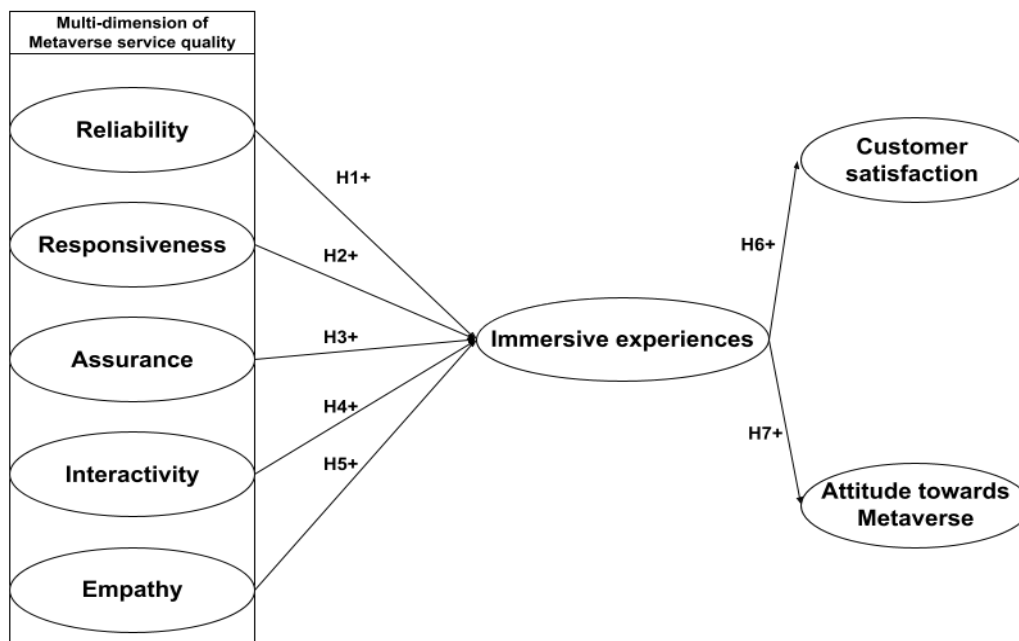 Multi-dimension of
Metaverse service quality
Reliability
Responsiveness
Assurance
Interactivity
Empathy
H1+
H2+
H3+
H4+
H5+
Immersive experiences
H6+
H7+
Customer
satisfaction
Attitude towards
Metaverse